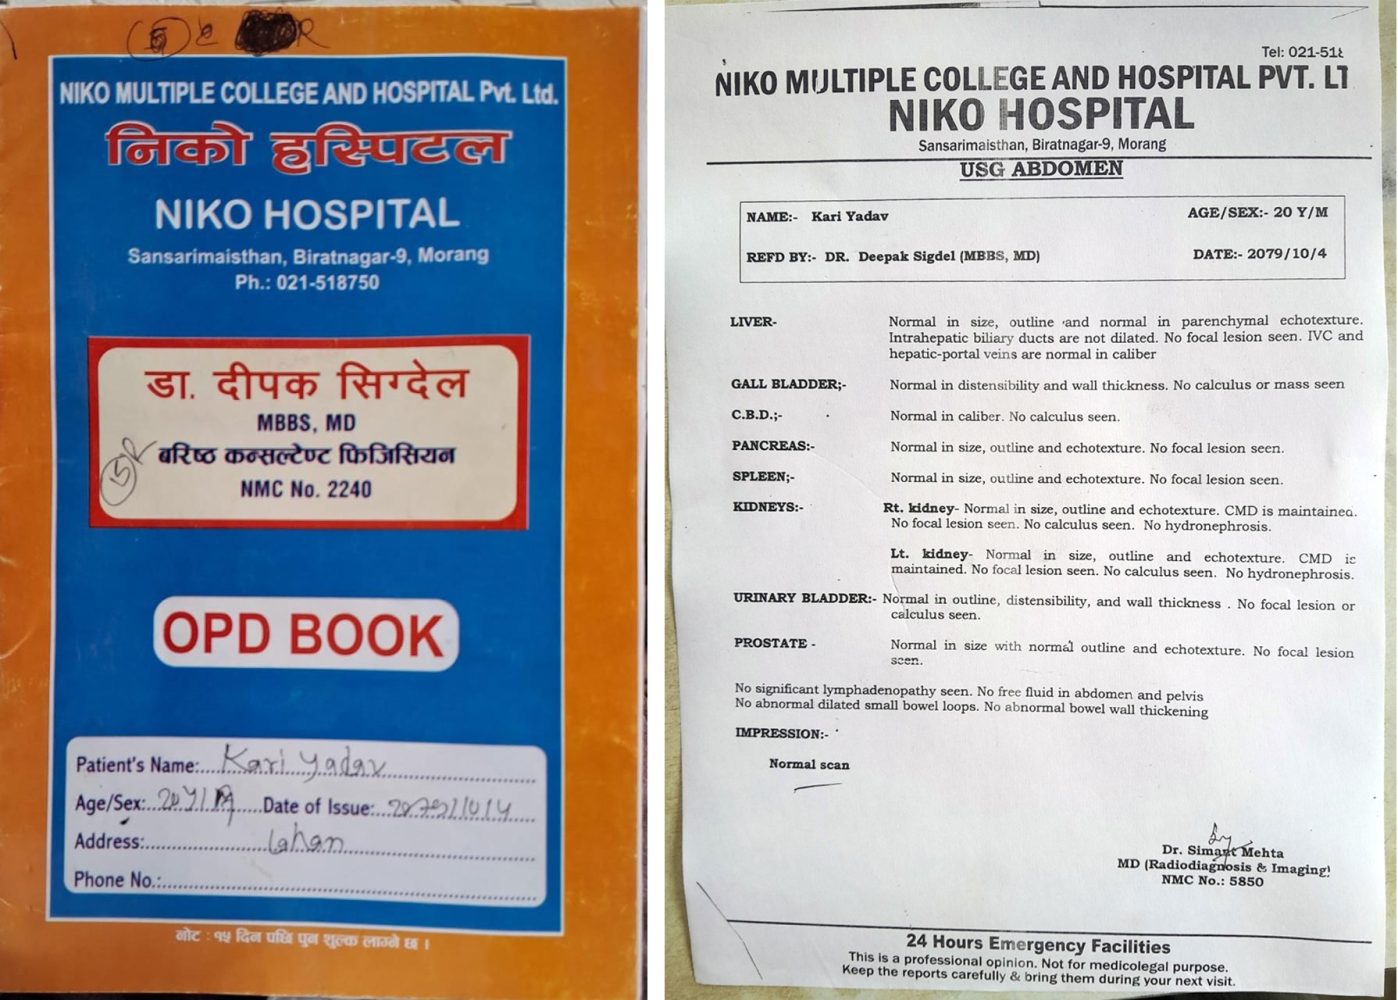 NIKO MULTIPLE COLLEGE AND HOSPITAL Pvt. Ltd.
निको हस्पिटल
NIKO HOSPITAL
Sansarimaisthan, Biratnagar-9, Morang
Ph.: 021-518750
डा. दीपक सिग्देल
MBBS, MD
बरिष्ठ कन्सल्टेण्ट फिजिसियन
NMC No. 2240
OPD BOOK
Patient's Name: Kari Yadav
Age/Sex: 20Y/M Date of Issue: 2079/10/4
Address: Lahan
Phone No.:
नोट : १५ दिन पछि पुन शुल्क लाग्ने छ ।
Tel: 021-518
NIKO MULTIPLE COLLEGE AND HOSPITAL PVT. LT
NIKO HOSPITAL
Sansarimaisthan, Biratnagar-9, Morang
USG ABDOMEN
NAME:- Kari Yadav AGE/SEX:- 20 Y/M
REFD BY:- DR. Deepak Sigdel (MBBS, MD) DATE:- 2079/10/4
LIVER- Normal in size, outline and normal in parenchymal echotexture.
Intrahepatic biliary ducts are not dilated. No focal lesion seen. IVC and
hepatic-portal veins are normal in caliber
GALL BLADDER;- Normal in distensibility and wall thickness. No calculus or mass seen
C.B.D.;- Normal in caliber. No calculus seen.
PANCREAS:- Normal in size, outline and echotexture. No focal lesion seen.
SPLEEN;- Normal in size, outline and echotexture. No focal lesion seen.
KIDNEYS:- Rt. kidney- Normal in size, outline and echotexture. CMD is maintained.
No focal lesion seen. No calculus seen. No hydronephrosis.
Lt. kidney- Normal in size, outline and echotexture. CMD is
maintained. No focal lesion seen. No calculus seen. No hydronephrosis.
URINARY BLADDER:- Normal in outline, distensibility, and wall thickness . No focal lesion or
calculus seen.
PROSTATE - Normal in size with normal outline and echotexture. No focal lesion
seen.
No significant lymphadenopathy seen. No free fluid in abdomen and pelvis
No abnormal dilated small bowel loops. No abnormal bowel wall thickening
IMPRESSION:-
Normal scan
Dr. Simant Mehta
MD (Radiodiagnosis & Imaging)
NMC No.: 5850
24 Hours Emergency Facilities
This is a professional opinion. Not for medicolegal purpose.
Keep the reports carefully & bring them during your next visit.